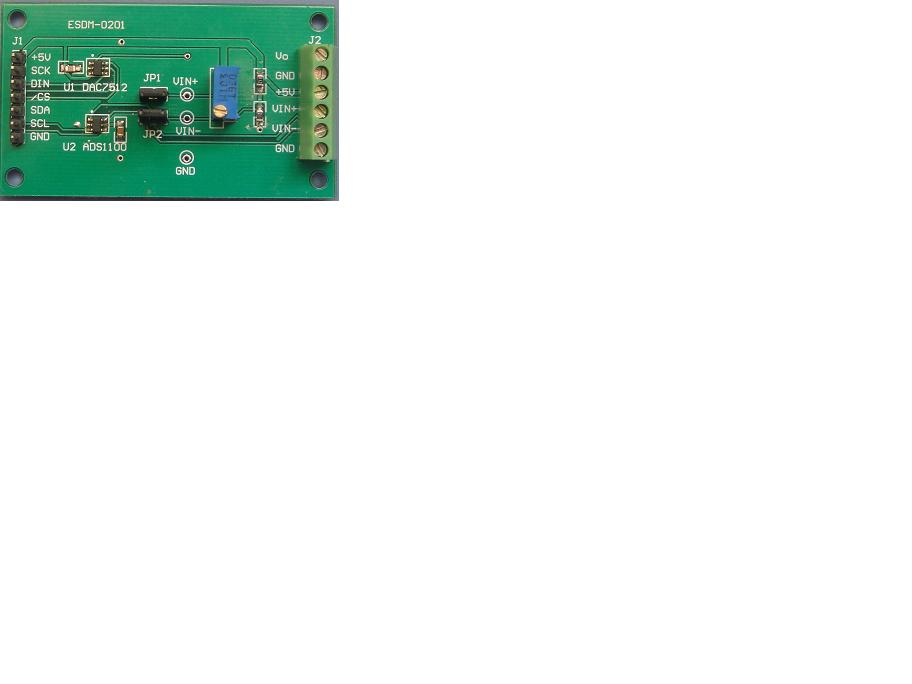 ESDM-0201
J1
J2
+5V
SCK
DIN
/CS
SDA
SCL
GND
U1 DAC7512
U2 ADS1100
JP1
JP2
VIN+
VIN-
GND
Vo
GND
+5V
VIN+
VIN-
GND